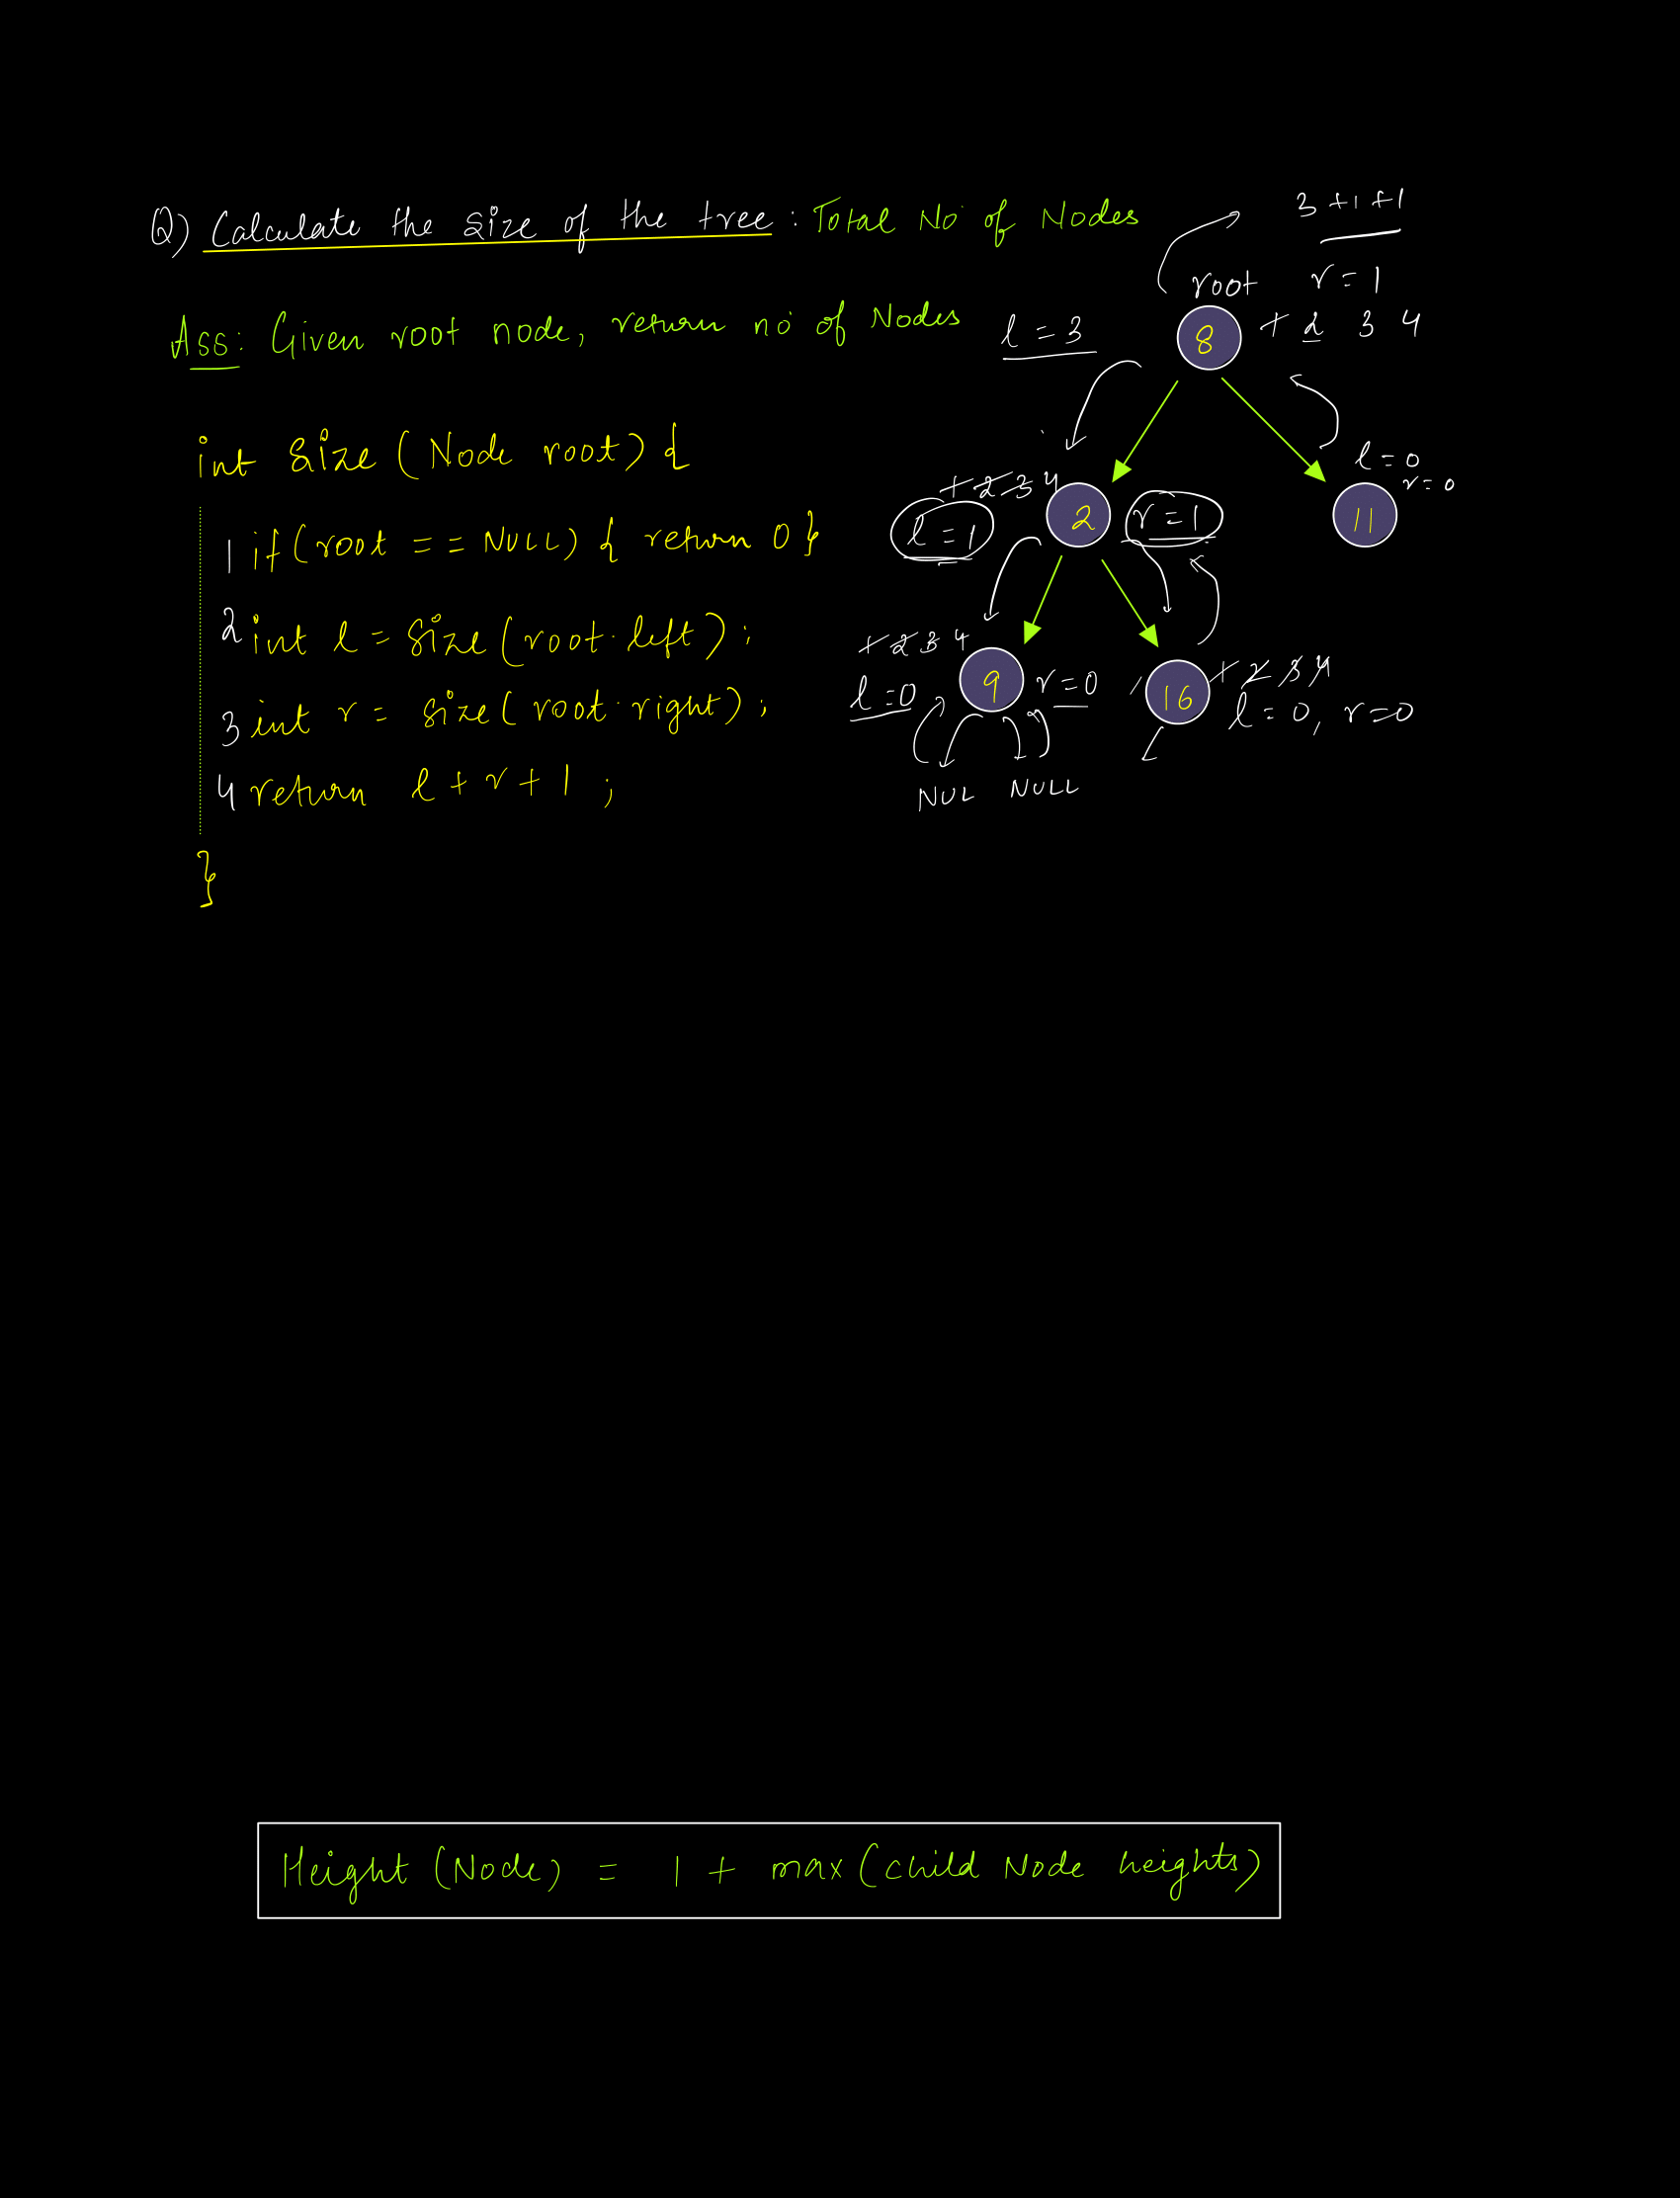 Q) Calculate the size of the tree : Total No of Nodes
3 + 1 + 1
root r = 1
Ass: Given root node, return no of Nodes
l = 3 8 1 2 3 4
int size (Node root) {
l = 0
r = 0
1 2 3 4
l = 1 2 r = 1 11
1 if (root == NULL) { return 0 }
2 int l = size (root.left) ;
1 2 3 4
l = 0 9 r = 0 16 1 2 3 4
l = 0, r = 0
3 int r = size ( root.right) ;
4 return l + r + 1 ;
NUL NULL
}
Height (Node) = 1 + max (child Node heights)